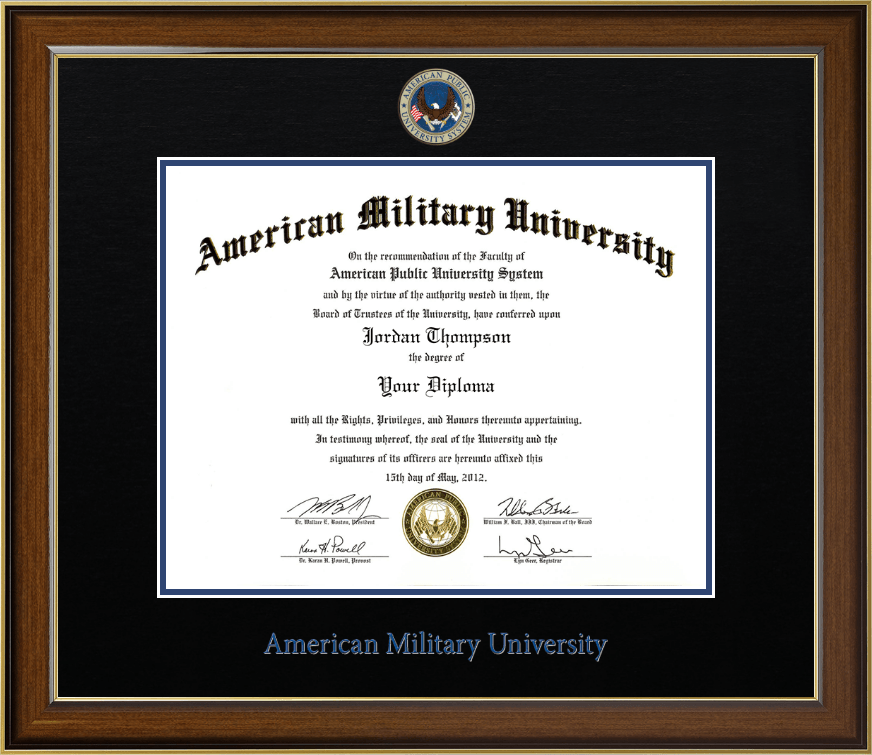 AMERICAN PUBLIC
UNIVERSITY SYSTEM
American Military University
On the recommendation of the Faculty of
American Public University System
and by the virtue of the authority vested in them, the
Board of Trustees of the University, have conferred upon
Jordan Thompson
the degree of
Your Diploma
with all the Rights, Privileges, and Honors thereunto appertaining.
In testimony whereof, the seal of the University and the
signatures of its officers are hereunto affixed this
15th day of May, 2012.
Dr. Wallace E. Boston, President
William F. Ball, III, Chairman of the Board
Karan H. Powell
Dr. Karan H. Powell, Provost
Lyn Geer, Registrar
American Military University